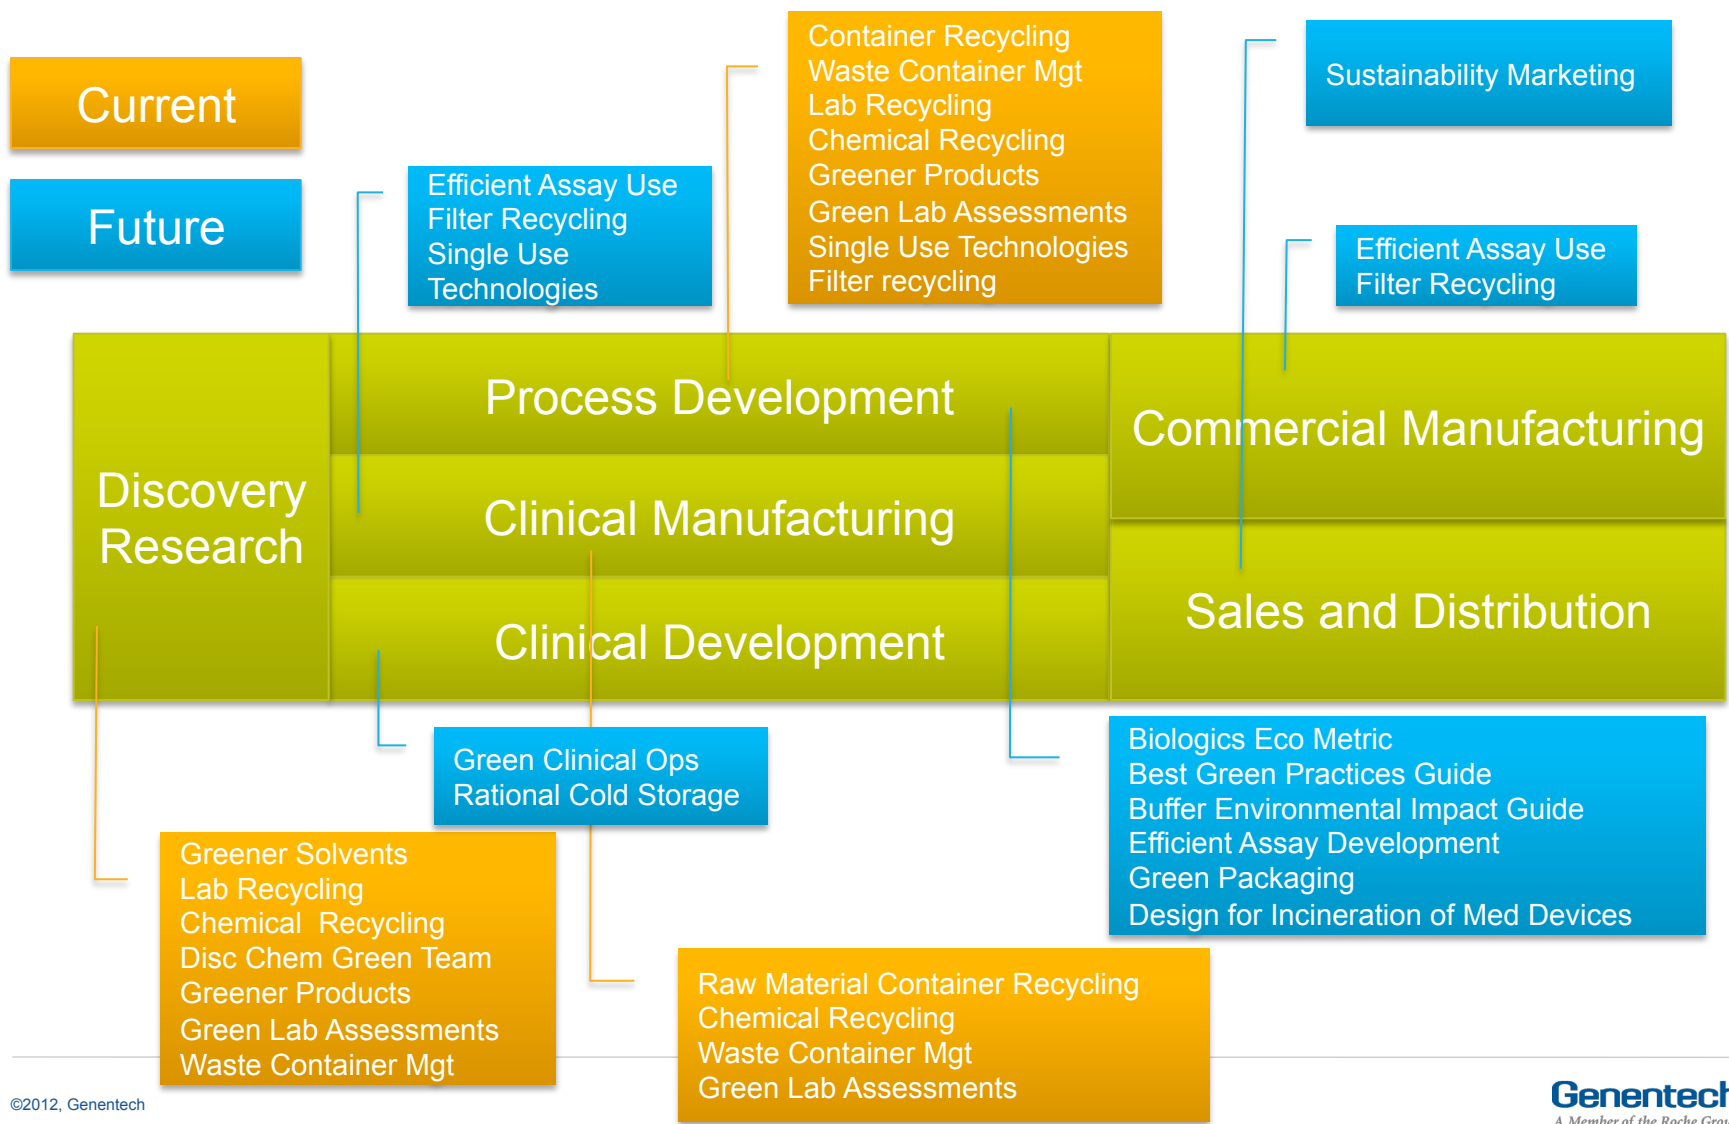 Current
Future
Efficient Assay Use
Filter Recycling
Single Use
Technologies
Container Recycling
Waste Container Mgt
Lab Recycling
Chemical Recycling
Greener Products
Green Lab Assessments
Single Use Technologies
Filter recycling
Sustainability Marketing
Efficient Assay Use
Filter Recycling
Discovery
Research
Process Development
Clinical Manufacturing
Clinical Development
Commercial Manufacturing
Sales and Distribution
Green Clinical Ops
Rational Cold Storage
Biologics Eco Metric
Best Green Practices Guide
Buffer Environmental Impact Guide
Efficient Assay Development
Green Packaging
Design for Incineration of Med Devices
Greener Solvents
Lab Recycling
Chemical  Recycling
Disc Chem Green Team
Greener Products
Green Lab Assessments
Waste Container Mgt
Raw Material Container Recycling
Chemical Recycling
Waste Container Mgt
Green Lab Assessments
©2012, Genentech
Genentech
A Member of the Roche Grou